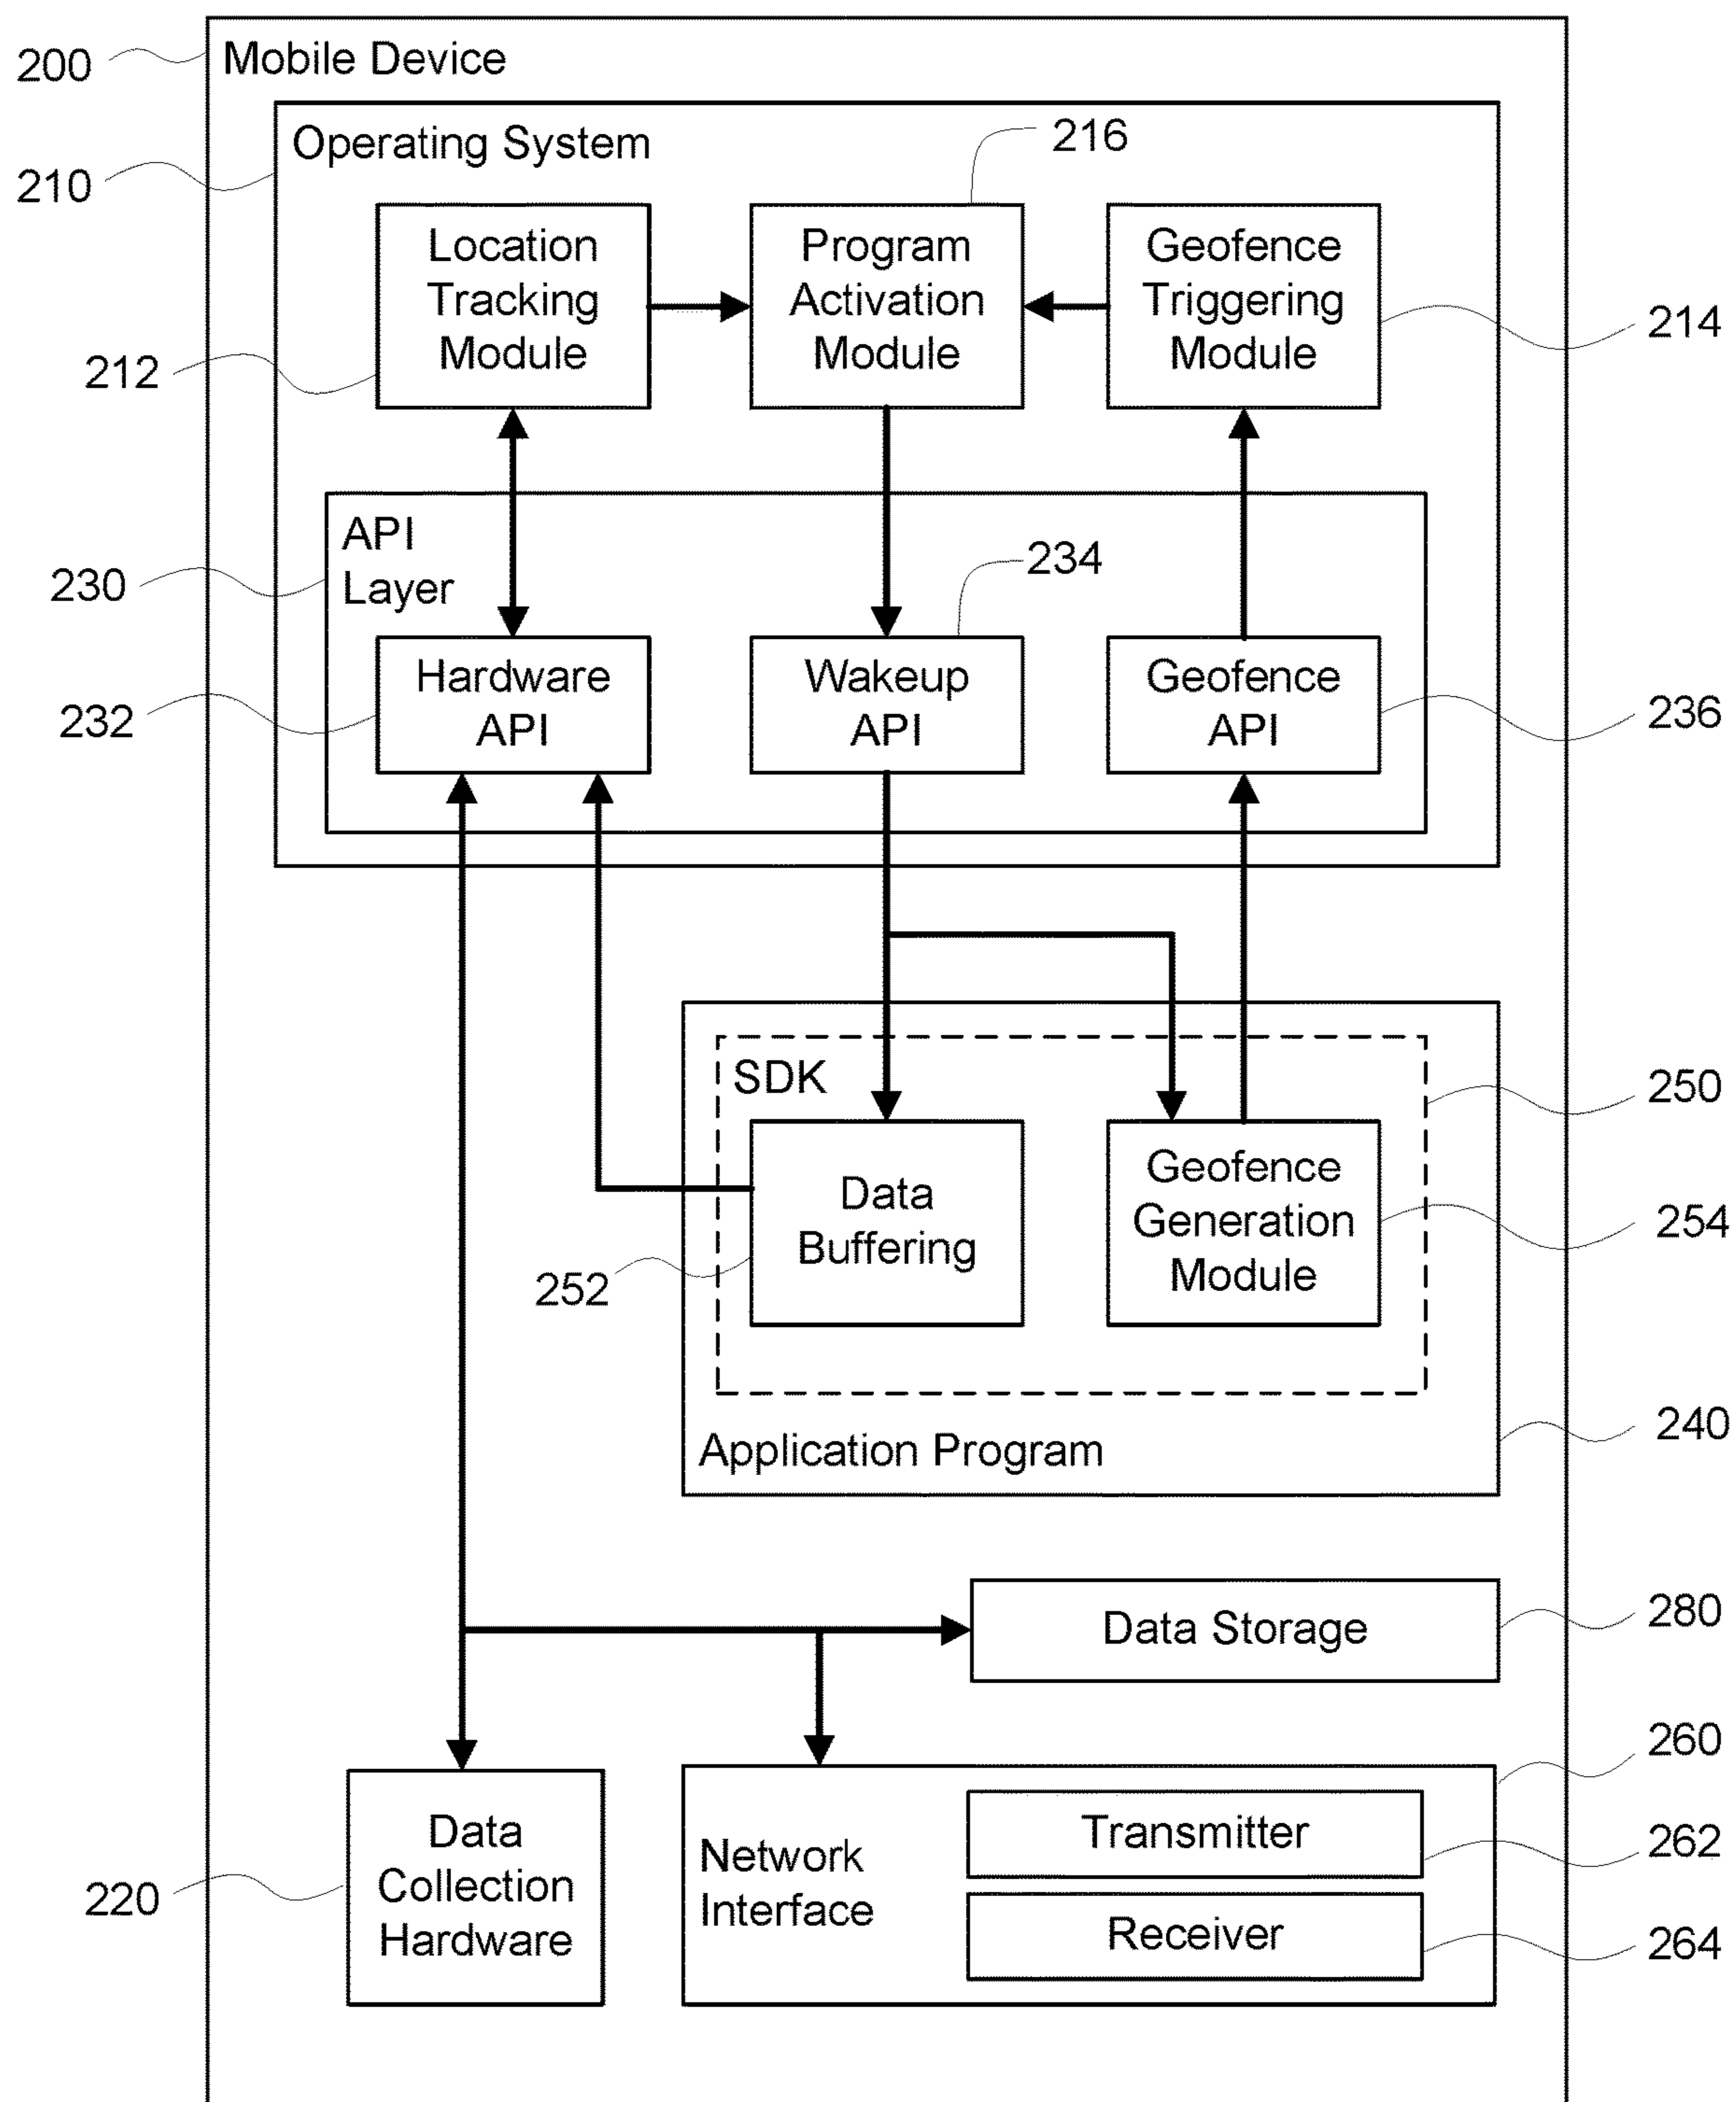 200
Mobile Device
Operating System
216
210
Location
Tracking
Module
Program
Activation
Module
Geofence
Triggering
Module
214
212
API
Layer
234
230
Hardware
API
Wakeup
API
Geofence
API
232
236
SDK
250
Data
Buffering
Geofence
Generation
Module
254
252
240
Application Program
280
Data Storage
260
Data
Collection
Hardware
Network
Interface
Transmitter
262
220
Receiver
264